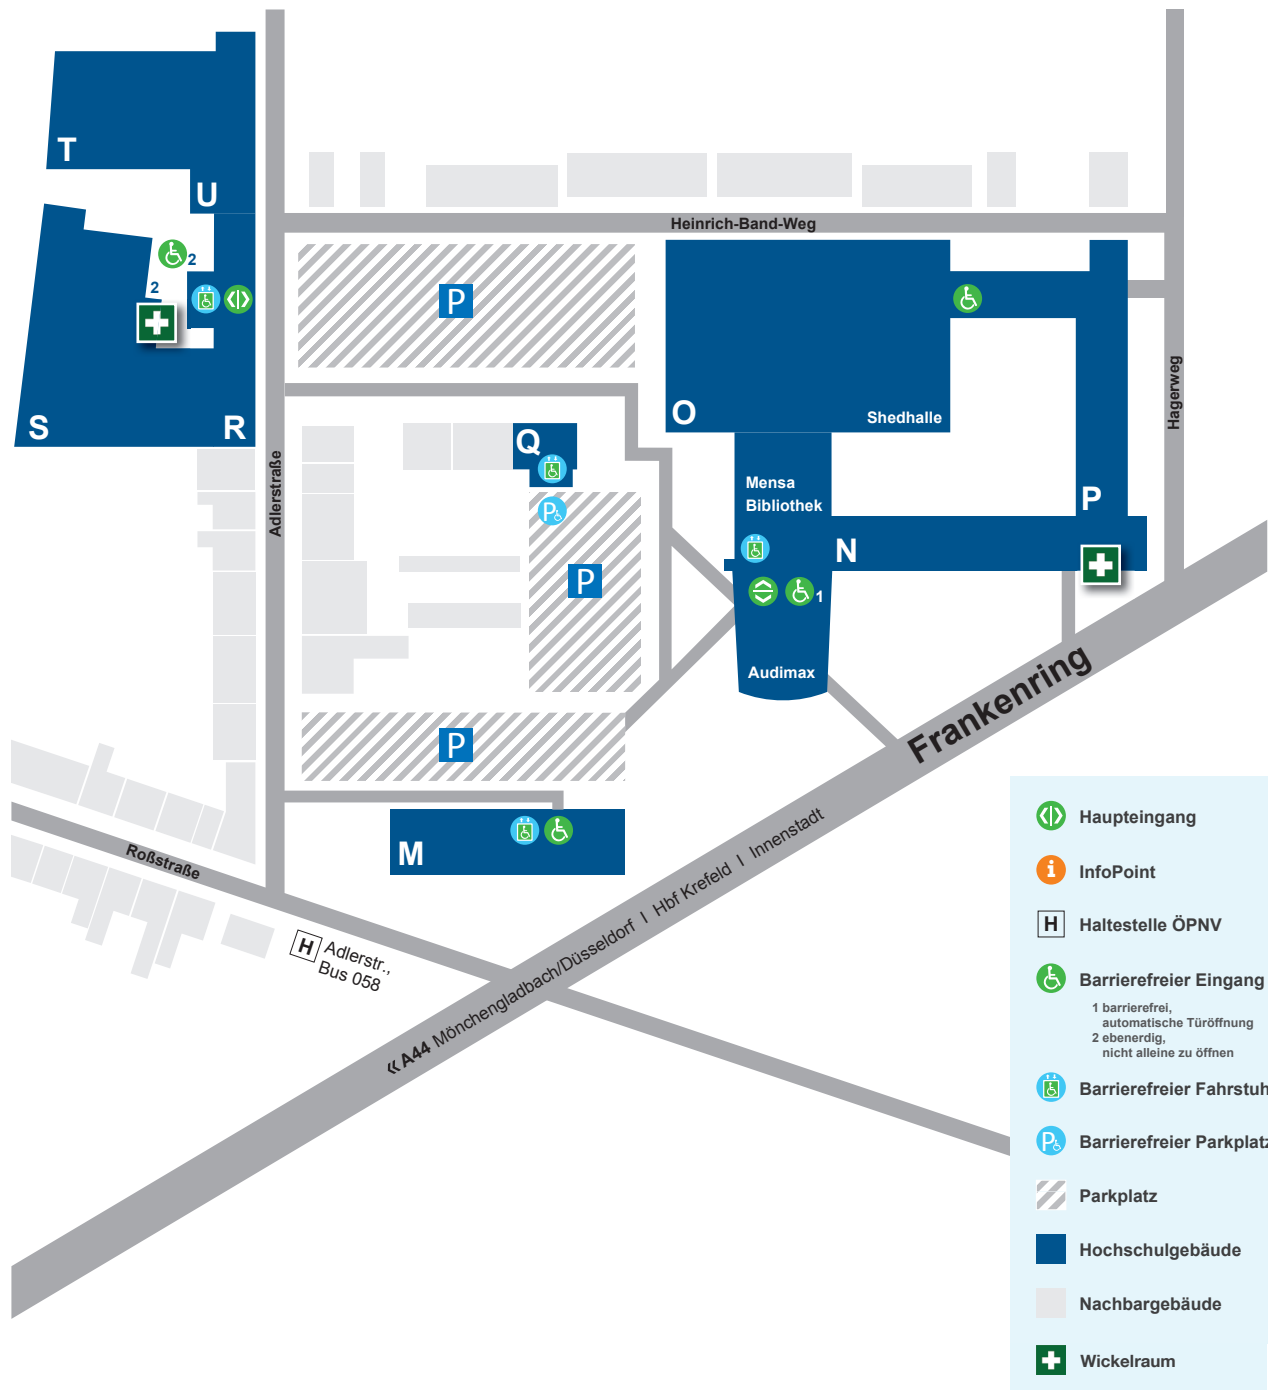 T
U
Heinrich-Band-Weg
2
2
P
S
R
O
Shedhalle
Hagerweg
Q
Adlerstraße
Mensa
Bibliothek
P
P
N
P
1
Audimax
Frankenring
P
M
Roßstraße
H Adlerstr.,
Bus 058
« A44 Mönchengladbach/Düsseldorf I Hbf Krefeld I Innenstadt
Haupteingang
i InfoPoint
H Haltestelle ÖPNV
Barrierefreier Eingang
1 barrierefrei,
automatische Türöffnung
2 ebenerdig,
nicht alleine zu öffnen
Barrierefreier Fahrstuh
P Barrierefreier Parkplatz
Parkplatz
Hochschulgebäude
Nachbargebäude
Wickelraum